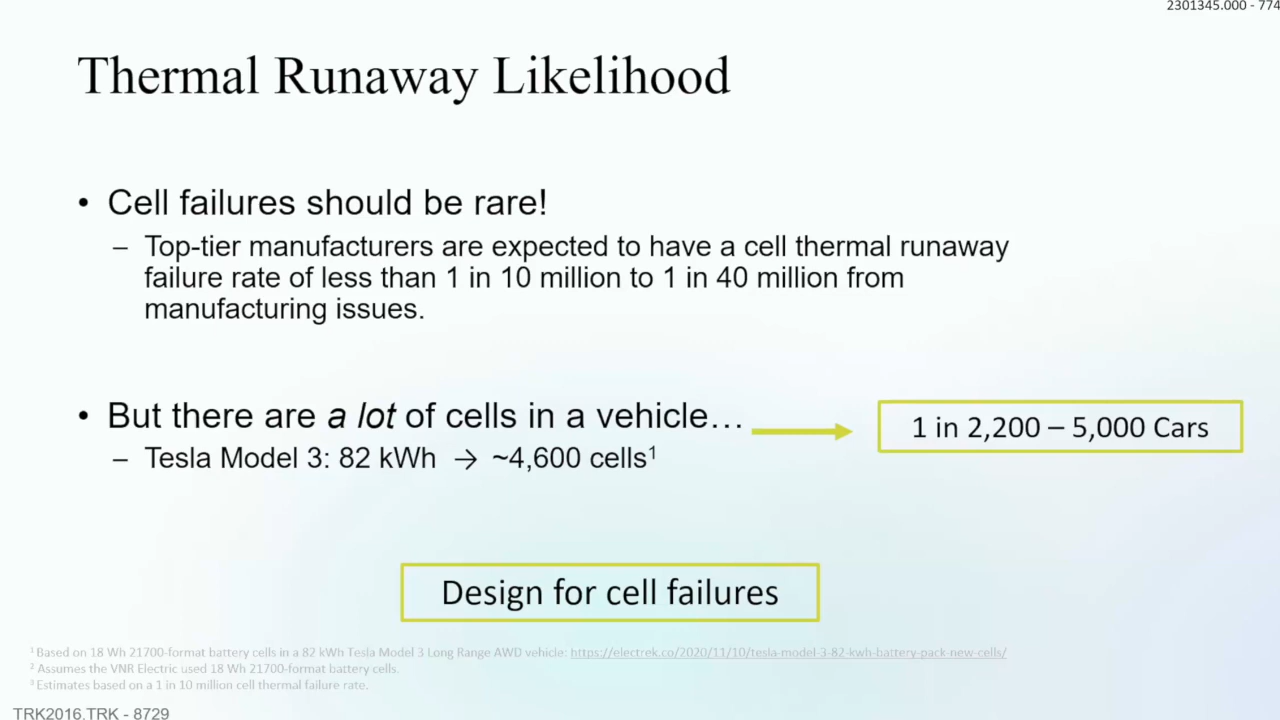 2301345.000 - 774
Thermal Runaway Likelihood
• Cell failures should be rare!
– Top-tier manufacturers are expected to have a cell thermal runaway
failure rate of less than 1 in 10 million to 1 in 40 million from
manufacturing issues.
• But there are a lot of cells in a vehicle…
1 in 2,200 – 5,000 Cars
– Tesla Model 3: 82 kWh → ~4,600 cells¹
Design for cell failures
¹ Based on 18 Wh 21700-format battery cells in a 82 kWh Tesla Model 3 Long Range AWD vehicle: https://electrek.co/2020/11/10/tesla-model-3-82-kwh-battery-pack-new-cells/
² Assumes the VNR Electric used 18 Wh 21700-format battery cells.
³ Estimates based on a 1 in 10 million cell thermal failure rate.
TRK2016.TRK - 8729